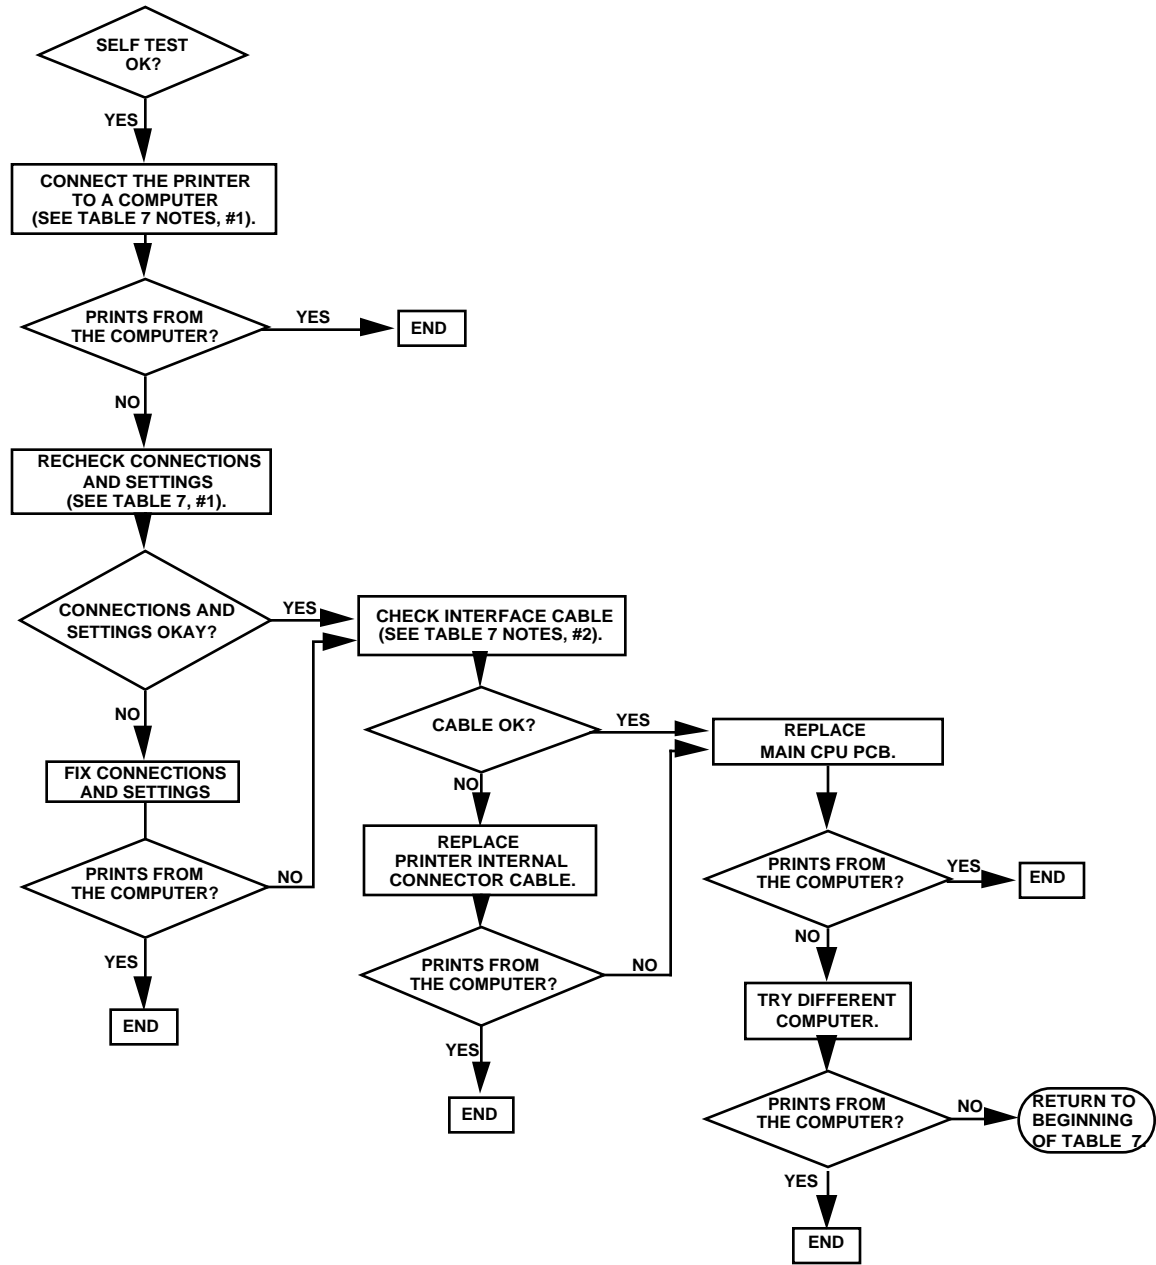 SELF TEST
OK?
YES
CONNECT THE PRINTER
TO A COMPUTER
(SEE TABLE 7 NOTES, #1).
PRINTS FROM
THE COMPUTER?
YES
END
NO
RECHECK CONNECTIONS
AND SETTINGS
(SEE TABLE 7, #1).
CONNECTIONS AND
SETTINGS OKAY?
YES
NO
FIX CONNECTIONS
AND SETTINGS
PRINTS FROM
THE COMPUTER?
NO
YES
END
CHECK INTERFACE CABLE
(SEE TABLE 7 NOTES, #2).
CABLE OK?
YES
NO
REPLACE
PRINTER INTERNAL
CONNECTOR CABLE.
PRINTS FROM
THE COMPUTER?
NO
YES
END
REPLACE
MAIN CPU PCB.
PRINTS FROM
THE COMPUTER?
YES
END
NO
TRY DIFFERENT
COMPUTER.
PRINTS FROM
THE COMPUTER?
NO
RETURN TO
BEGINNING
OF TABLE 7.
YES
END